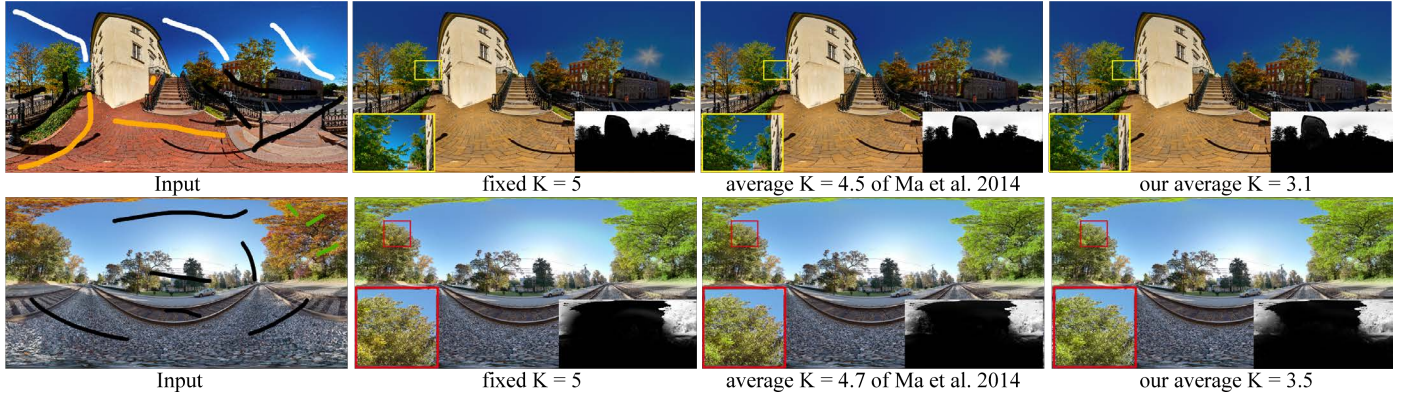 Input
fixed K = 5
average K = 4.5 of Ma et al. 2014
our average K = 3.1
Input
fixed K = 5
average K = 4.7 of Ma et al. 2014
our average K = 3.5